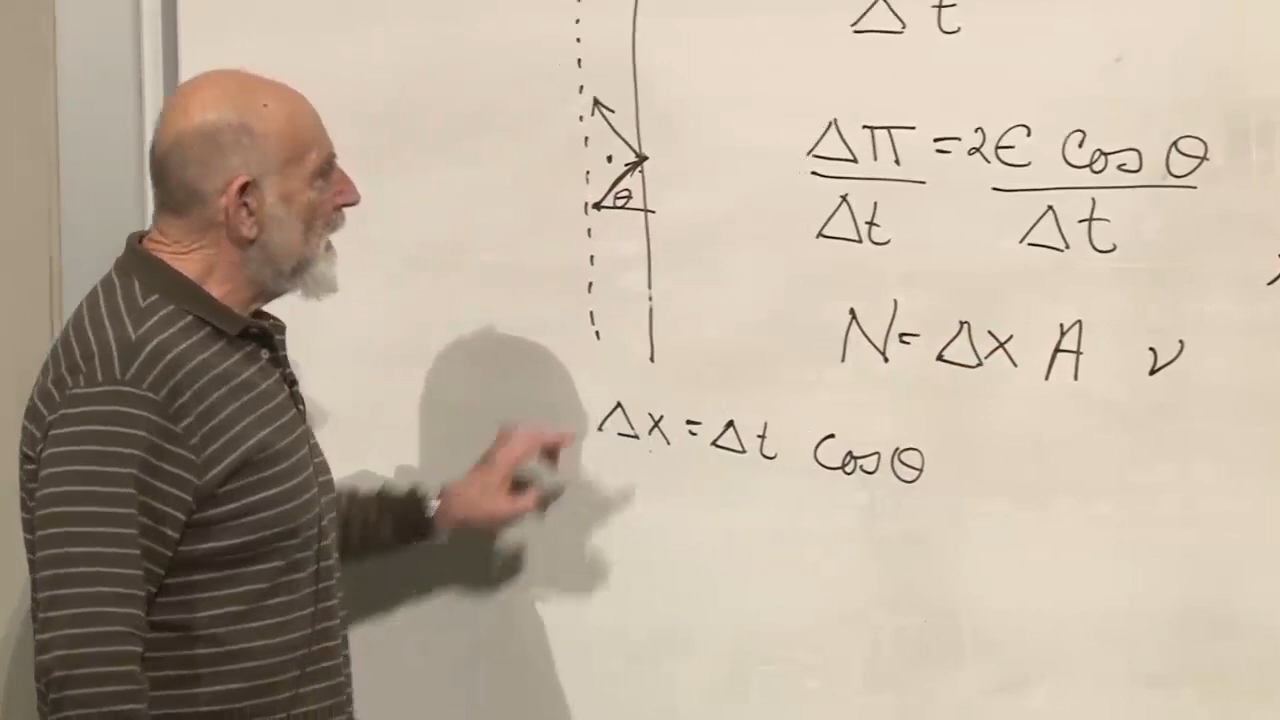 Δt
ΔΠ = 2ϵ cos θ
Δt Δt
θ
N = Δx A ν
Δx = Δt cos θ